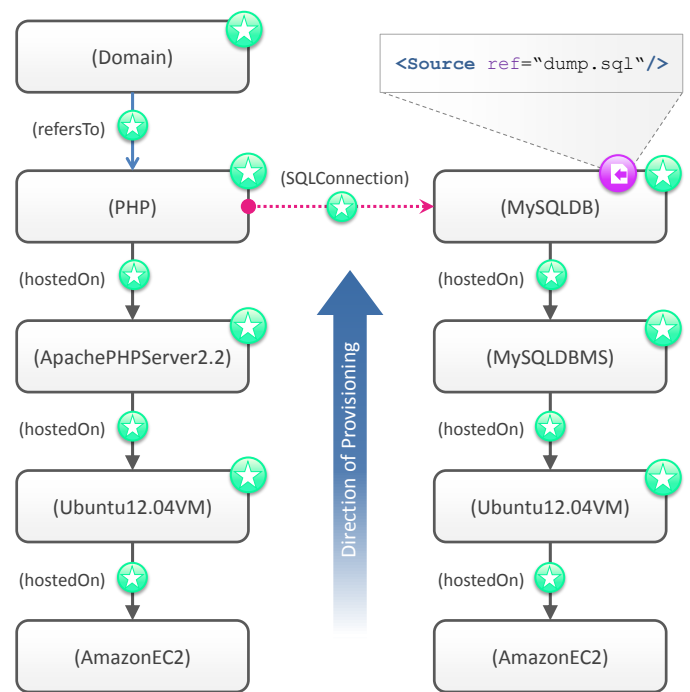 (Domain)
<Source ref=“dump.sql“/>
(refersTo)
(PHP)
(SQLConnection)
(MySQLDB)
(hostedOn)
(hostedOn)
(ApachePHPServer2.2)
(MySQLDBMS)
(hostedOn)
(hostedOn)
Direction of Provisioning
(Ubuntu12.04VM)
(Ubuntu12.04VM)
(hostedOn)
(hostedOn)
(AmazonEC2)
(AmazonEC2)